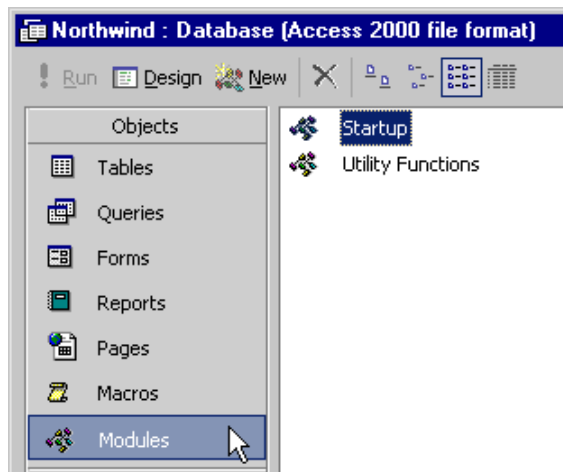 Northwind : Database (Access 2000 file format)
Run Design New
Objects
Tables
Queries
Forms
Reports
Pages
Macros
Modules
Startup
Utility Functions